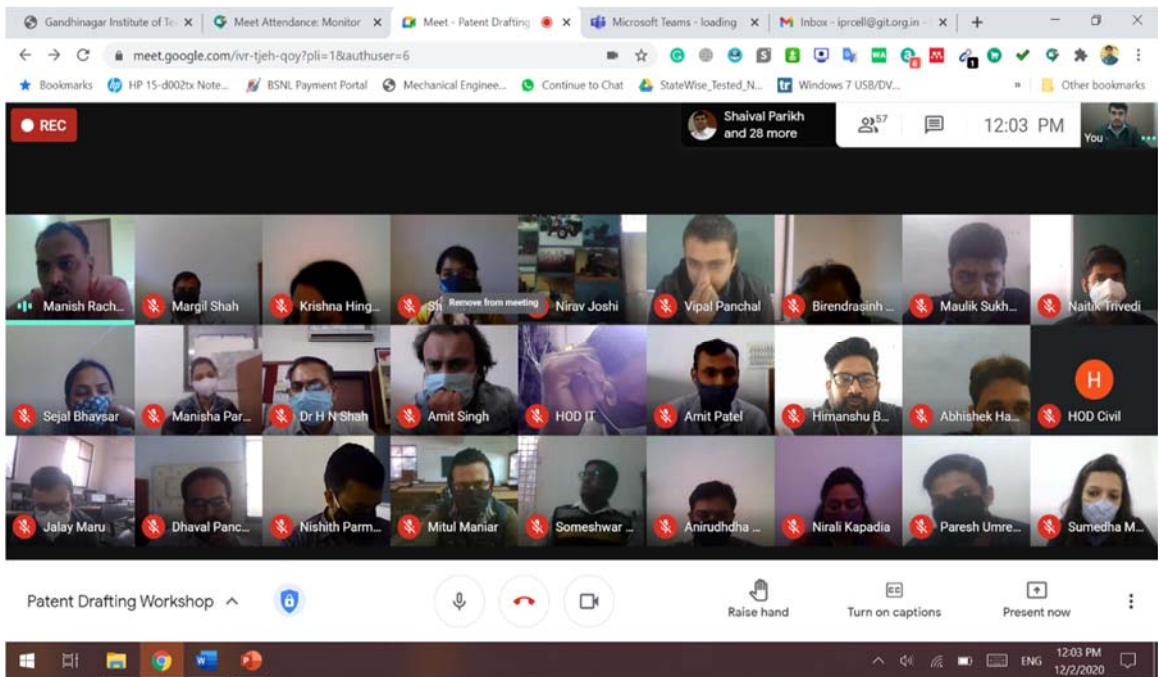 Gandhinagar Institute of Te
Meet Attendance: Monitor
Meet - Patent Drafting
Microsoft Teams - loading
Inbox - iprcell@git.org.in -
meet.google.com/ivr-tjeh-qoy?pli=1&authuser=6
Bookmarks
HP 15-d002tx Note...
BSNL Payment Portal
Mechanical Enginee...
Continue to Chat
StateWise_Tested_N...
Windows 7 USB/DV...
»
Other bookmarks
REC
Shaival Parikh
and 28 more
57
12:03 PM
You
Manish Rach...
Margil Shah
Krishna Hing...
Sh
Remove from meeting
Nirav Joshi
Vipal Panchal
Birendrasinh ...
Maulik Sukh...
Naitik Trivedi
Sejal Bhavsar
Manisha Par...
Dr H N Shah
Amit Singh
HOD IT
Amit Patel
Himanshu B...
Abhishek Ha...
H
HOD Civil
Jalay Maru
Dhaval Panc...
Nishith Parm...
Mitul Maniar
Someshwar ...
Anirudhdha ...
Nirali Kapadia
Paresh Umre...
Sumedha M...
Patent Drafting Workshop
Raise hand
CC
Turn on captions
Present now
ENG
12:03 PM
12/2/2020